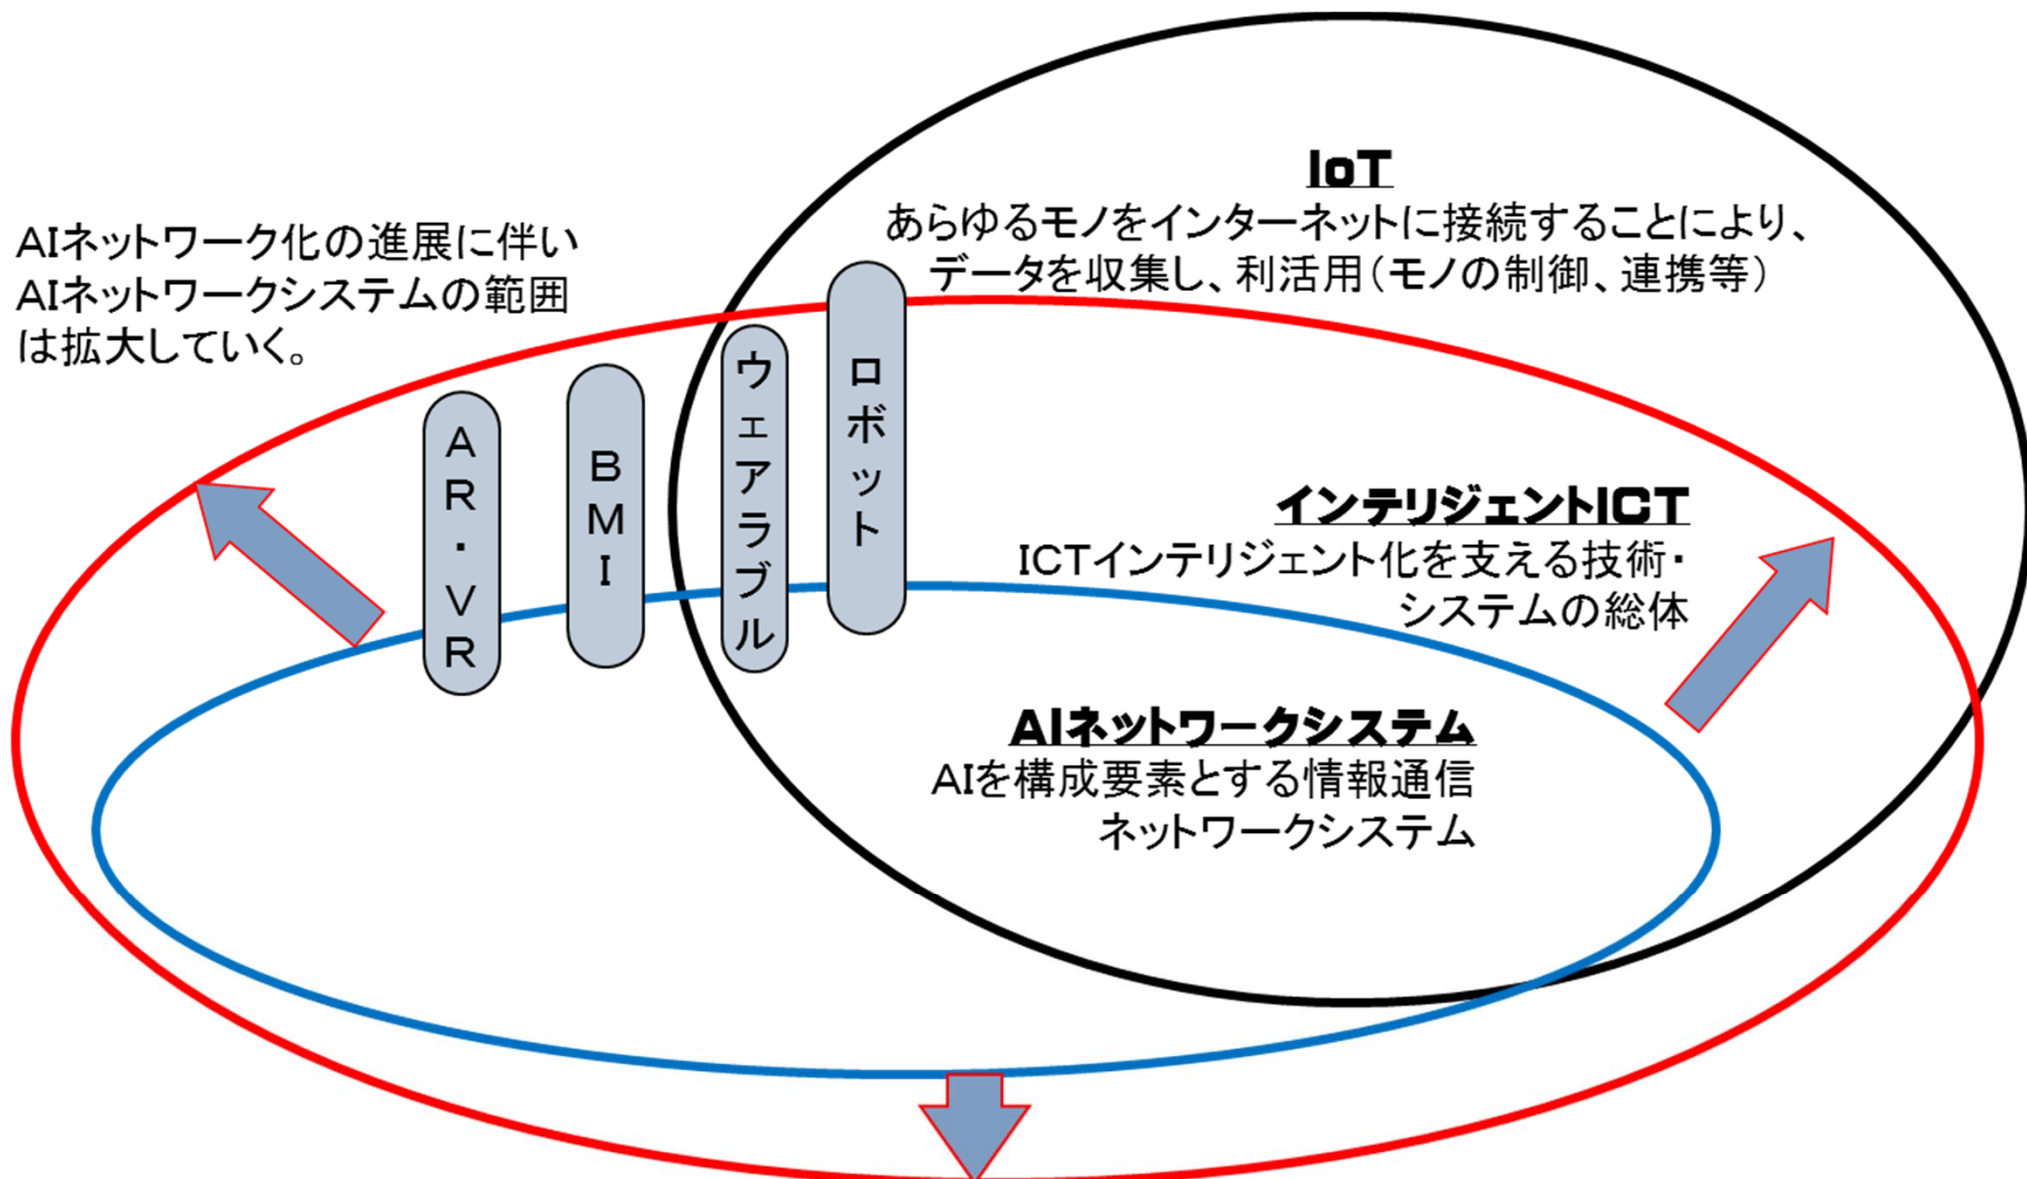 IoT
あらゆるモノをインターネットに接続することにより、
データを収集し、利活用（モノの制御、連携等）
AIネットワーク化の進展に伴い
AIネットワークシステムの範囲
は拡大していく。
AR・VR
BMI
ウェアラブル
ロボット
インテリジェントICT
ICTインテリジェント化を支える技術・
システムの総体
AIネットワークシステム
AIを構成要素とする情報通信
ネットワークシステム